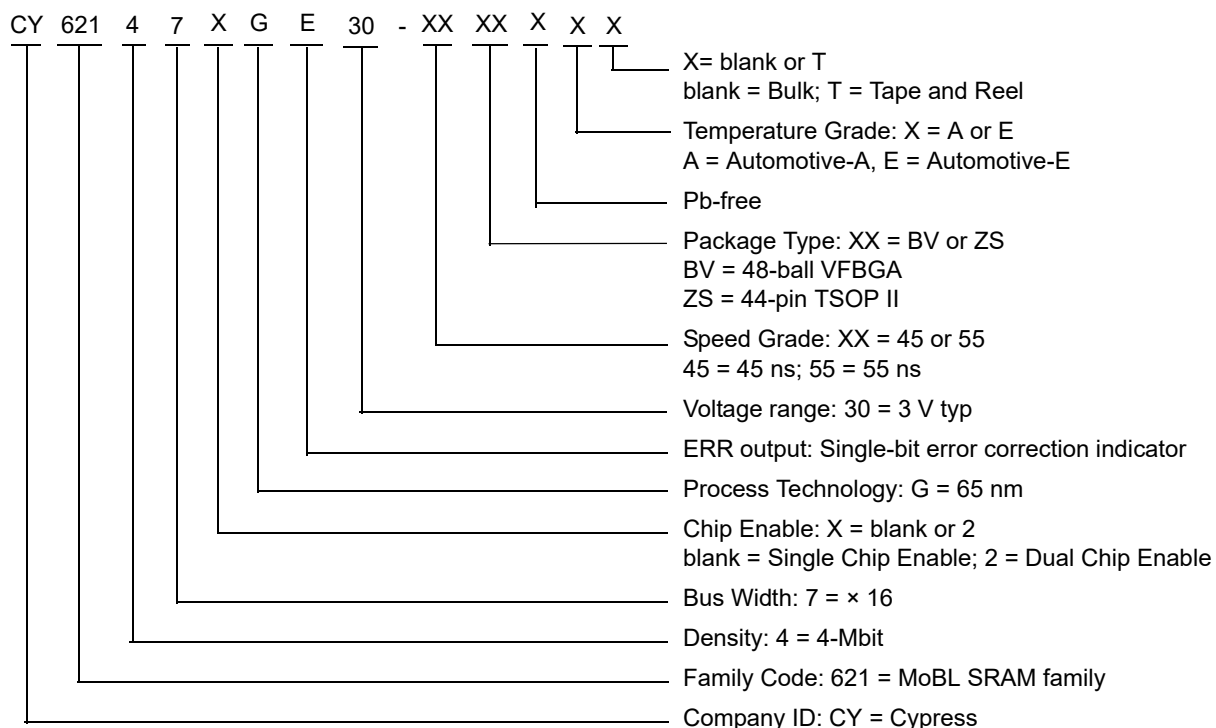 CY 621 4 7 X G E 30 - XX XX X X X
X= blank or T
blank = Bulk; T = Tape and Reel
Temperature Grade: X = A or E
A = Automotive-A, E = Automotive-E
Pb-free
Package Type: XX = BV or ZS
BV = 48-ball VFBGA
ZS = 44-pin TSOP II
Speed Grade: XX = 45 or 55
45 = 45 ns; 55 = 55 ns
Voltage range: 30 = 3 V typ
ERR output: Single-bit error correction indicator
Process Technology: G = 65 nm
Chip Enable: X = blank or 2
blank = Single Chip Enable; 2 = Dual Chip Enable
Bus Width: 7 = × 16
Density: 4 = 4-Mbit
Family Code: 621 = MoBL SRAM family
Company ID: CY = Cypress